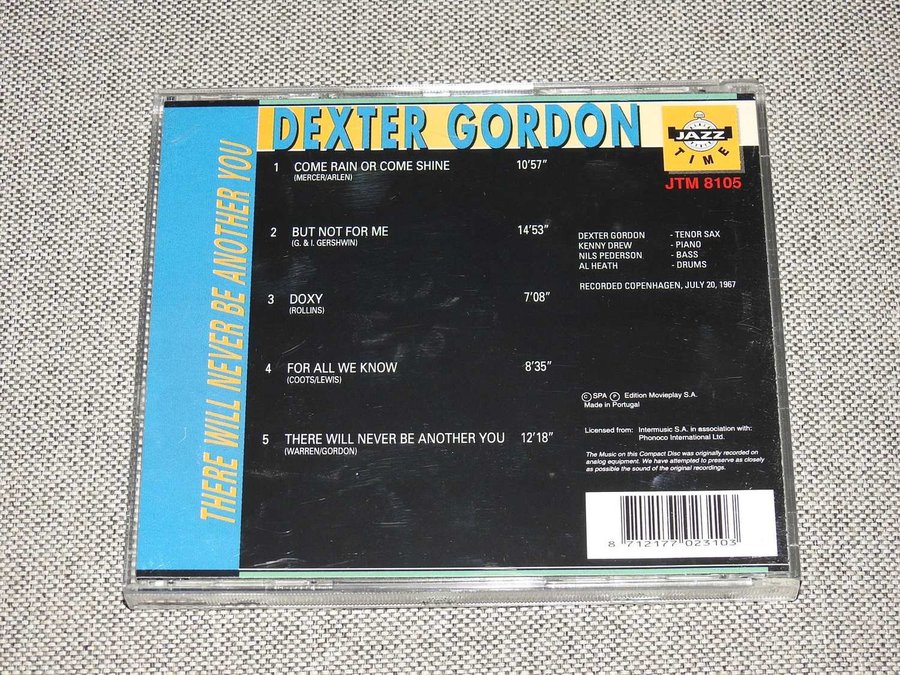 THERE WILL NEVER BE ANOTHER YOU
DEXTER GORDON
JAZZ
TIME
JTM 8105
1 COME RAIN OR COME SHINE 10'57"
(MERCER/ARLEN)
2 BUT NOT FOR ME 14'53"
(G. & I. GERSHWIN)
3 DOXY 7'08"
(ROLLINS)
4 FOR ALL WE KNOW 8'35"
(COOTS/LEWIS)
5 THERE WILL NEVER BE ANOTHER YOU 12'18"
(WARREN/GORDON)
DEXTER GORDON - TENOR SAX
KENNY DREW - PIANO
NILS PEDERSON - BASS
AL HEATH - DRUMS
RECORDED COPENHAGEN, JULY 20, 1967
©SPA ℗ Edition Movieplay S.A.
Made in Portugal
Licensed from: Intermusic S.A. in association with:
Phonoco International Ltd.
The Music on this Compact Disc was originally recorded on
analog equipment. We have attempted to preserve as closely
as possible the sound of the original recordings.
8 712177 023103